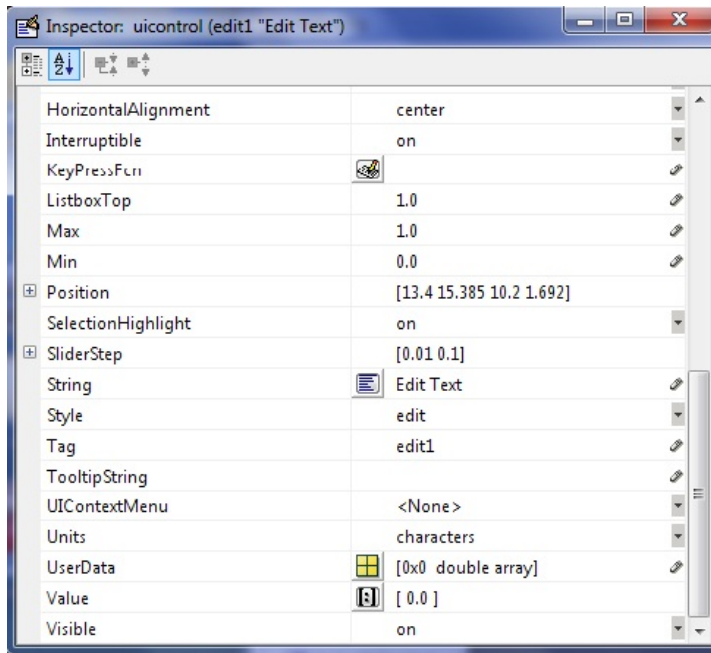 Inspector: uicontrol (edit1 "Edit Text")
HorizontalAlignment center
Interruptible on
KeyPressFcn
ListboxTop 1.0
Max 1.0
Min 0.0
Position [13.4 15.385 10.2 1.692]
SelectionHighlight on
SliderStep [0.01 0.1]
String Edit Text
Style edit
Tag edit1
TooltipString
UIContextMenu <None>
Units characters
UserData [0x0 double array]
Value [ 0.0 ]
Visible on